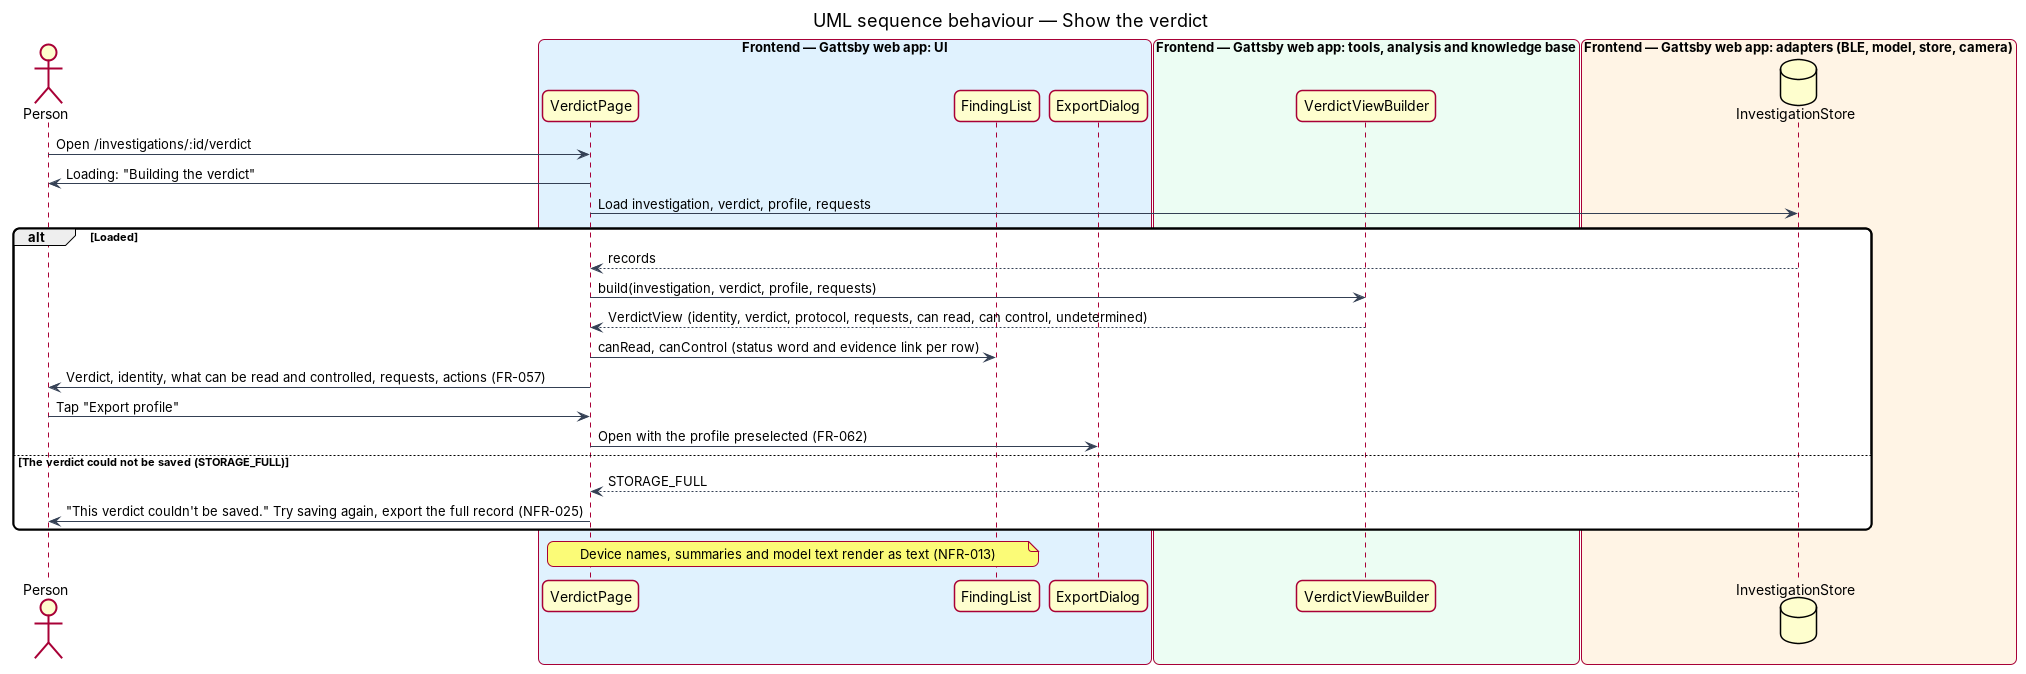 UML sequence behaviour — Show the verdict
Frontend — Gattsby web app: UI
Frontend — Gattsby web app: tools, analysis and knowledge base
Frontend — Gattsby web app: adapters (BLE, model, store, camera)
Person
VerdictPage
FindingList
ExportDialog
VerdictViewBuilder
InvestigationStore
Open /investigations/:id/verdict
Loading: "Building the verdict"
Load investigation, verdict, profile, requests
alt
[Loaded]
records
build(investigation, verdict, profile, requests)
VerdictView (identity, verdict, protocol, requests, can read, can control, undetermined)
canRead, canControl (status word and evidence link per row)
Verdict, identity, what can be read and controlled, requests, actions (FR-057)
Tap "Export profile"
Open with the profile preselected (FR-062)
[The verdict could not be saved (STORAGE_FULL)]
STORAGE_FULL
"This verdict couldn't be saved." Try saving again, export the full record (NFR-025)
Device names, summaries and model text render as text (NFR-013)
Person
VerdictPage
FindingList
ExportDialog
VerdictViewBuilder
InvestigationStore